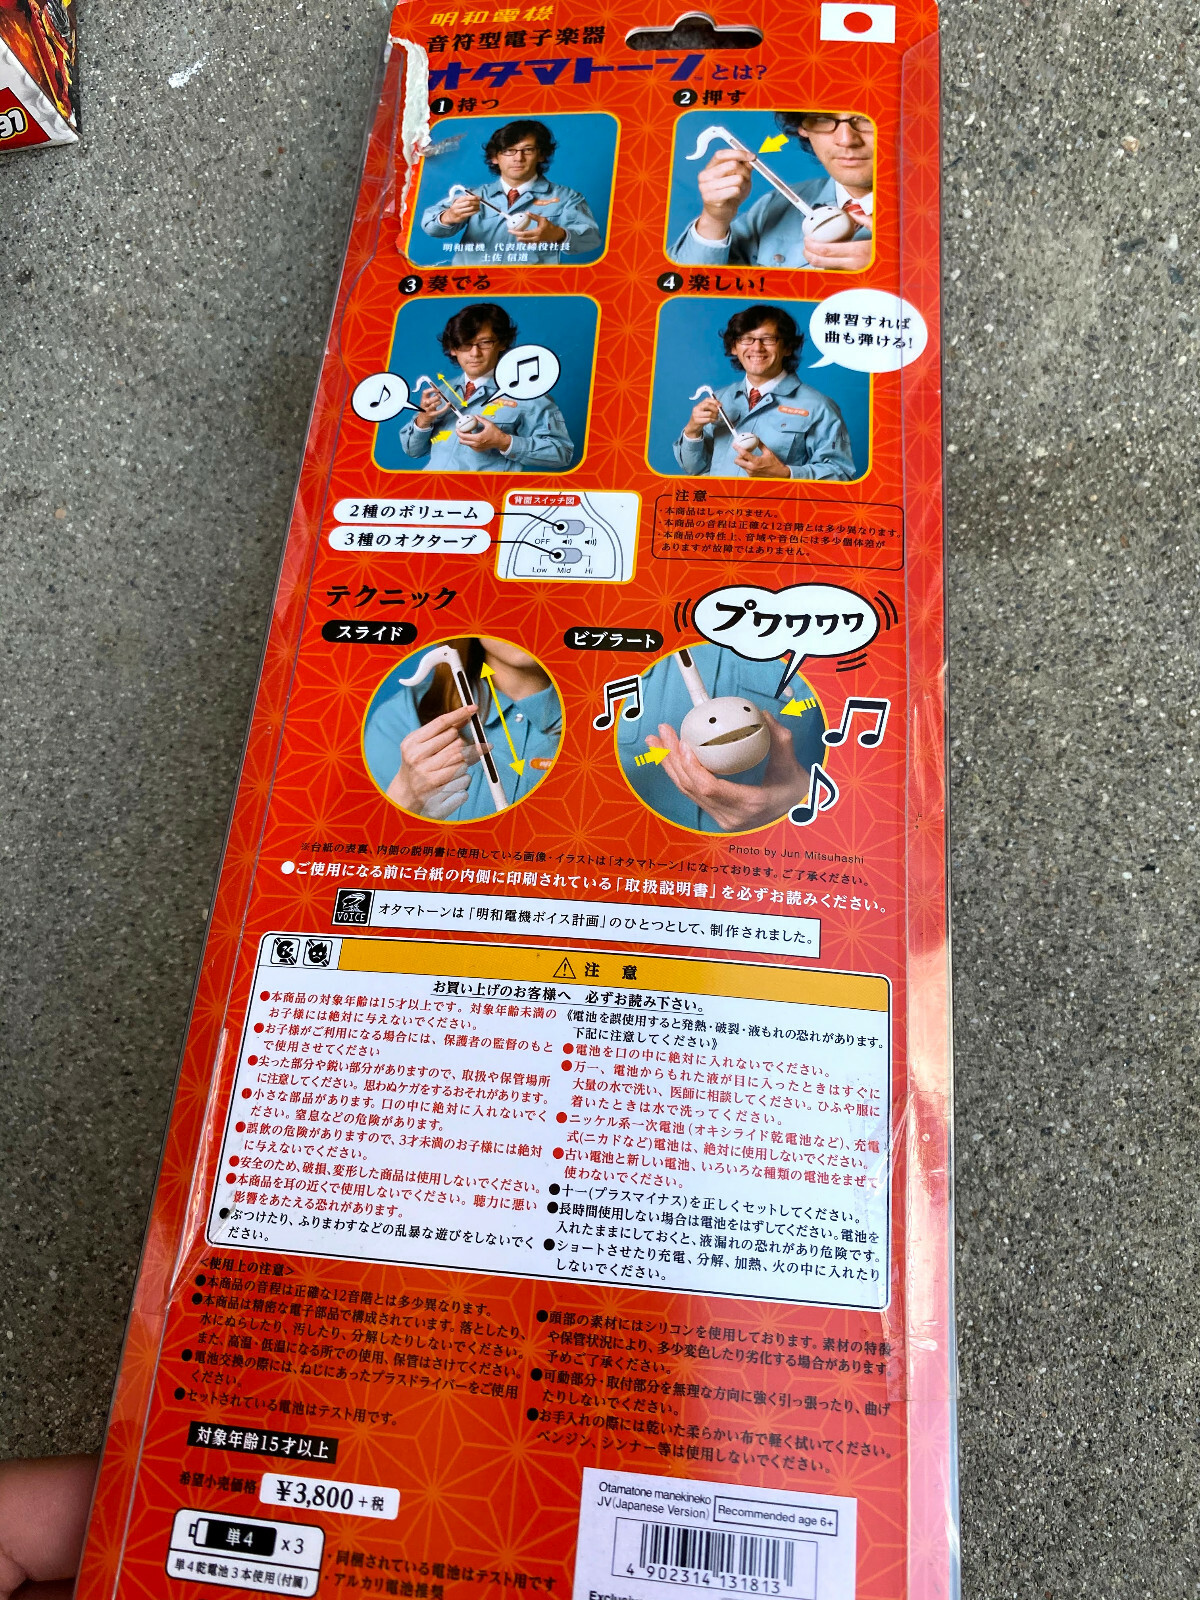 91
明和電機
音符型電子楽器
オタマトーン™とは?
❶持つ
❷押す
明和電機 代表取締役社長
土佐 信道
❸奏でる
❹楽しい!
練習すれば
曲も弾ける!
2種のボリューム
3種のオクターブ
背面スイッチ図
OFF
Low Mid Hi
注意
・本商品はしゃべりません。
・本商品の音程は正確な12音階とは多少異なります。
・本商品の特性上、音域や音色には多少個体差が
ありますが故障ではありません。
テクニック
スライド
ビブラート
プワワワワ
Photo by Jun Mitsuhashi
※台紙の表裏、内側の説明書に使用している画像・イラストは「オタマトーン」になっております。ご了承ください。
●ご使用になる前に台紙の内側に印刷されている「取扱説明書」を必ずお読みください。
VOICE
オタマトーンは「明和電機ボイス計画」のひとつとして、制作されました。
⚠注 意
お買い上げのお客様へ 必ずお読み下さい。
●本商品の対象年齢は15才以上です。対象年齢未満の
お子様には絶対に与えないでください。
●お子様がご利用になる場合には、保護者の監督のもと
で使用させてください
●尖った部分や鋭い部分がありますので、取扱や保管場所
に注意してください。思わぬケガをするおそれがあります。
●小さな部品があります。口の中に絶対に入れないでく
ださい。窒息などの危険があります。
●誤飲の危険がありますので、3才未満のお子様には絶対
に与えないでください。
●安全のため、破損、変形した商品は使用しないでください。
●本商品を耳の近くで使用しないでください。聴力に悪い
影響をあたえる恐れがあります。
●ぶつけたり、ふりまわすなどの乱暴な遊びをしないでく
ださい。
《電池を誤使用すると発熱・破裂・液もれの恐れがあります。
下記に注意してください》
●電池を口の中に絶対に入れないでください。
●万一、電池からもれた液が目に入ったときはすぐに
大量の水で洗い、医師に相談してください。ひふや服に
着いたときは水で洗ってください。
●ニッケル系一次電池(オキシライド乾電池など)、充電
式(ニカドなど)電池は、絶対に使用しないでください。
●古い電池と新しい電池、いろいろな種類の電池をまぜて
使わないでください。
●+-(プラスマイナス)を正しくセットしてください。
●長時間使用しない場合は電池をはずしてください。電池を
入れたままにしておくと、液漏れの恐れがあり危険です。
●ショートさせたり充電、分解、加熱、火の中に入れたり
しないでください。
<使用上の注意>
●本商品の音程は正確な12音階とは多少異なります。
●本商品は精密な電子部品で構成されています。落としたり、
水にぬらしたり、汚したり、分解したりしないでください。
また、高温・低温になる所での使用、保管はさけてください。
●電池交換の際には、ねじにあったプラスドライバーをご使用
ください。
●セットされている電池はテスト用です。
●頭部の素材にはシリコンを使用しております。素材の特徴
や保管状況により、多少変色したり劣化する場合があります。
予めご了承ください。
●可動部分・取付部分を無理な方向に強く引っ張ったり、曲げ
たりしないでください。
●お手入れの際には乾いた柔らかい布で軽く拭いてください。
ベンジン、シンナー等は使用しないでください。
対象年齢15才以上
希望小売価格 ¥3,800+税
単4 x3
単4乾電池3本使用(付属)
・同梱されている電池はテスト用です
・アルカリ電池推奨
Otamatone manekineko
JV(Japanese Version)
Recommended age 6+
4 902314 131813